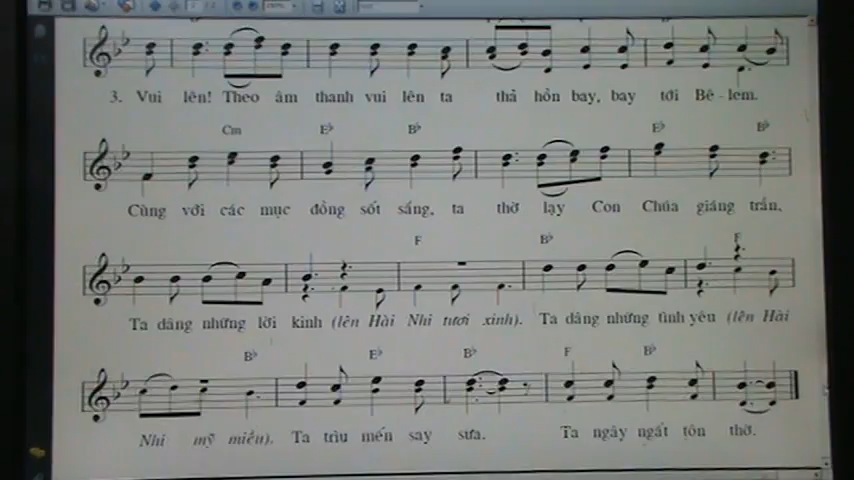 3. Vui lên! Theo âm thanh vui lên ta thả hồn bay, bay tới Bê - lem.
Cm E♭ B♭ E♭ B♭
Cùng với các mục đồng sốt sắng, ta thờ lạy Con Chúa giáng trần.
F B♭ F
Ta dâng những lời kinh (lên Hài Nhi tươi xinh). Ta dâng những tình yêu (lên Hài
B♭ E♭ B♭ F B♭
Nhi mỹ miều). Ta trìu mến say sưa. Ta ngây ngất tôn thờ.